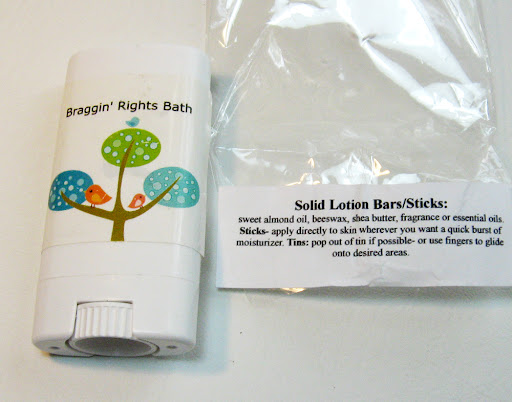 Braggin' Rights Bath
Solid Lotion Bars/Sticks:
sweet almond oil, beeswax, shea butter, fragrance or essential oils.
Sticks- apply directly to skin wherever you want a quick burst of
moisturizer. Tins: pop out of tin if possible- or use fingers to glide
onto desired areas.